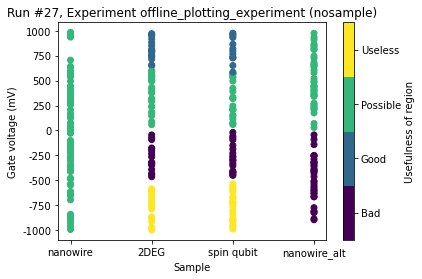 Run #27, Experiment offline_plotting_experiment (nosample)
1000
750
500
250
0
-250
-500
-750
-1000
Gate voltage (mV)
nanowire
2DEG
spin qubit
nanowire_alt
Sample
Useless
Possible
Good
Bad
Usefulness of region